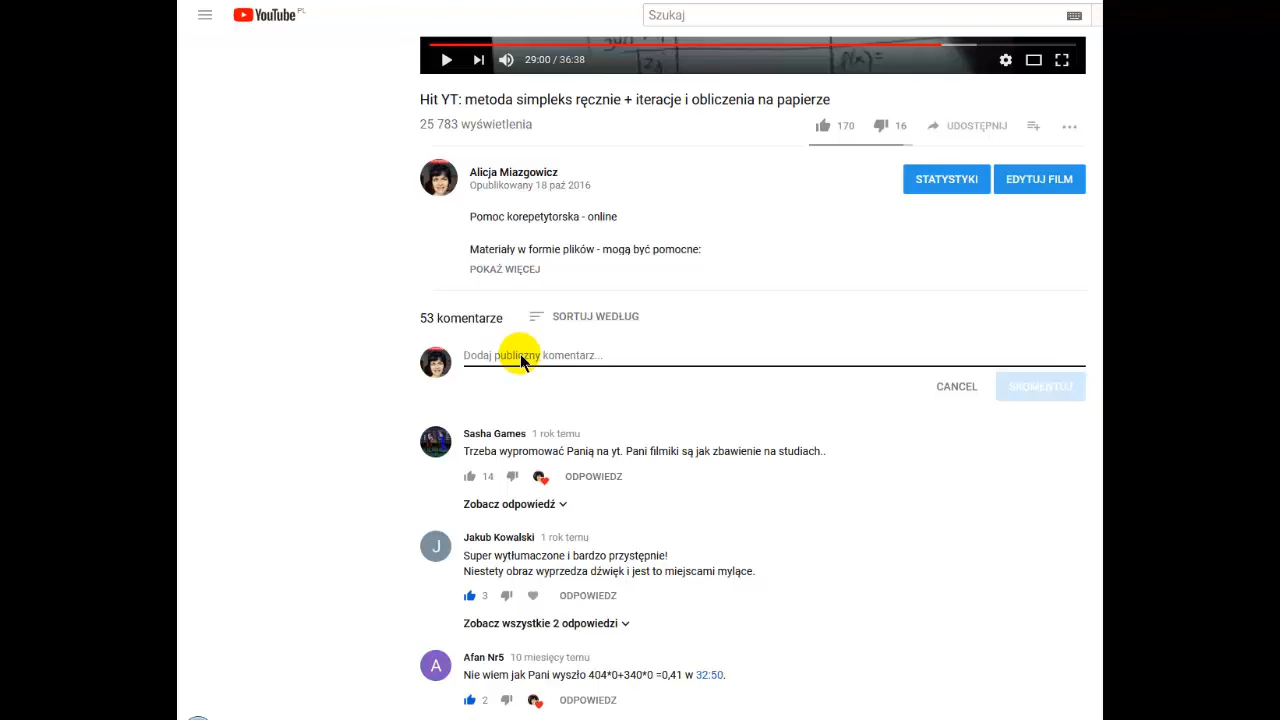 YouTube PL
Szukaj
29:00 / 36:38
Hit YT: metoda simpleks ręcznie + iteracje i obliczenia na papierze
25 783 wyświetlenia
170
16
UDOSTĘPNIJ
Alicja Miazgowicz
Opublikowany 18 paź 2016
STATYSTYKI
EDYTUJ FILM
Pomoc korepetytorska - online
Materiały w formie plików - mogą być pomocne:
POKAŻ WIĘCEJ
53 komentarze
SORTUJ WEDŁUG
Dodaj publiczny komentarz...
CANCEL
SKOMENTUJ
Sasha Games 1 rok temu
Trzeba wypromować Panią na yt. Pani filmiki są jak zbawienie na studiach..
14
ODPOWIEDZ
Zobacz odpowiedź
J
Jakub Kowalski 1 rok temu
Super wytłumaczone i bardzo przystępnie!
Niestety obraz wyprzedza dźwięk i jest to miejscami mylące.
3
ODPOWIEDZ
Zobacz wszystkie 2 odpowiedzi
A
Afan Nr5 10 miesięcy temu
Nie wiem jak Pani wyszło 404*0+340*0 =0,41 w 32:50.
2
ODPOWIEDZ